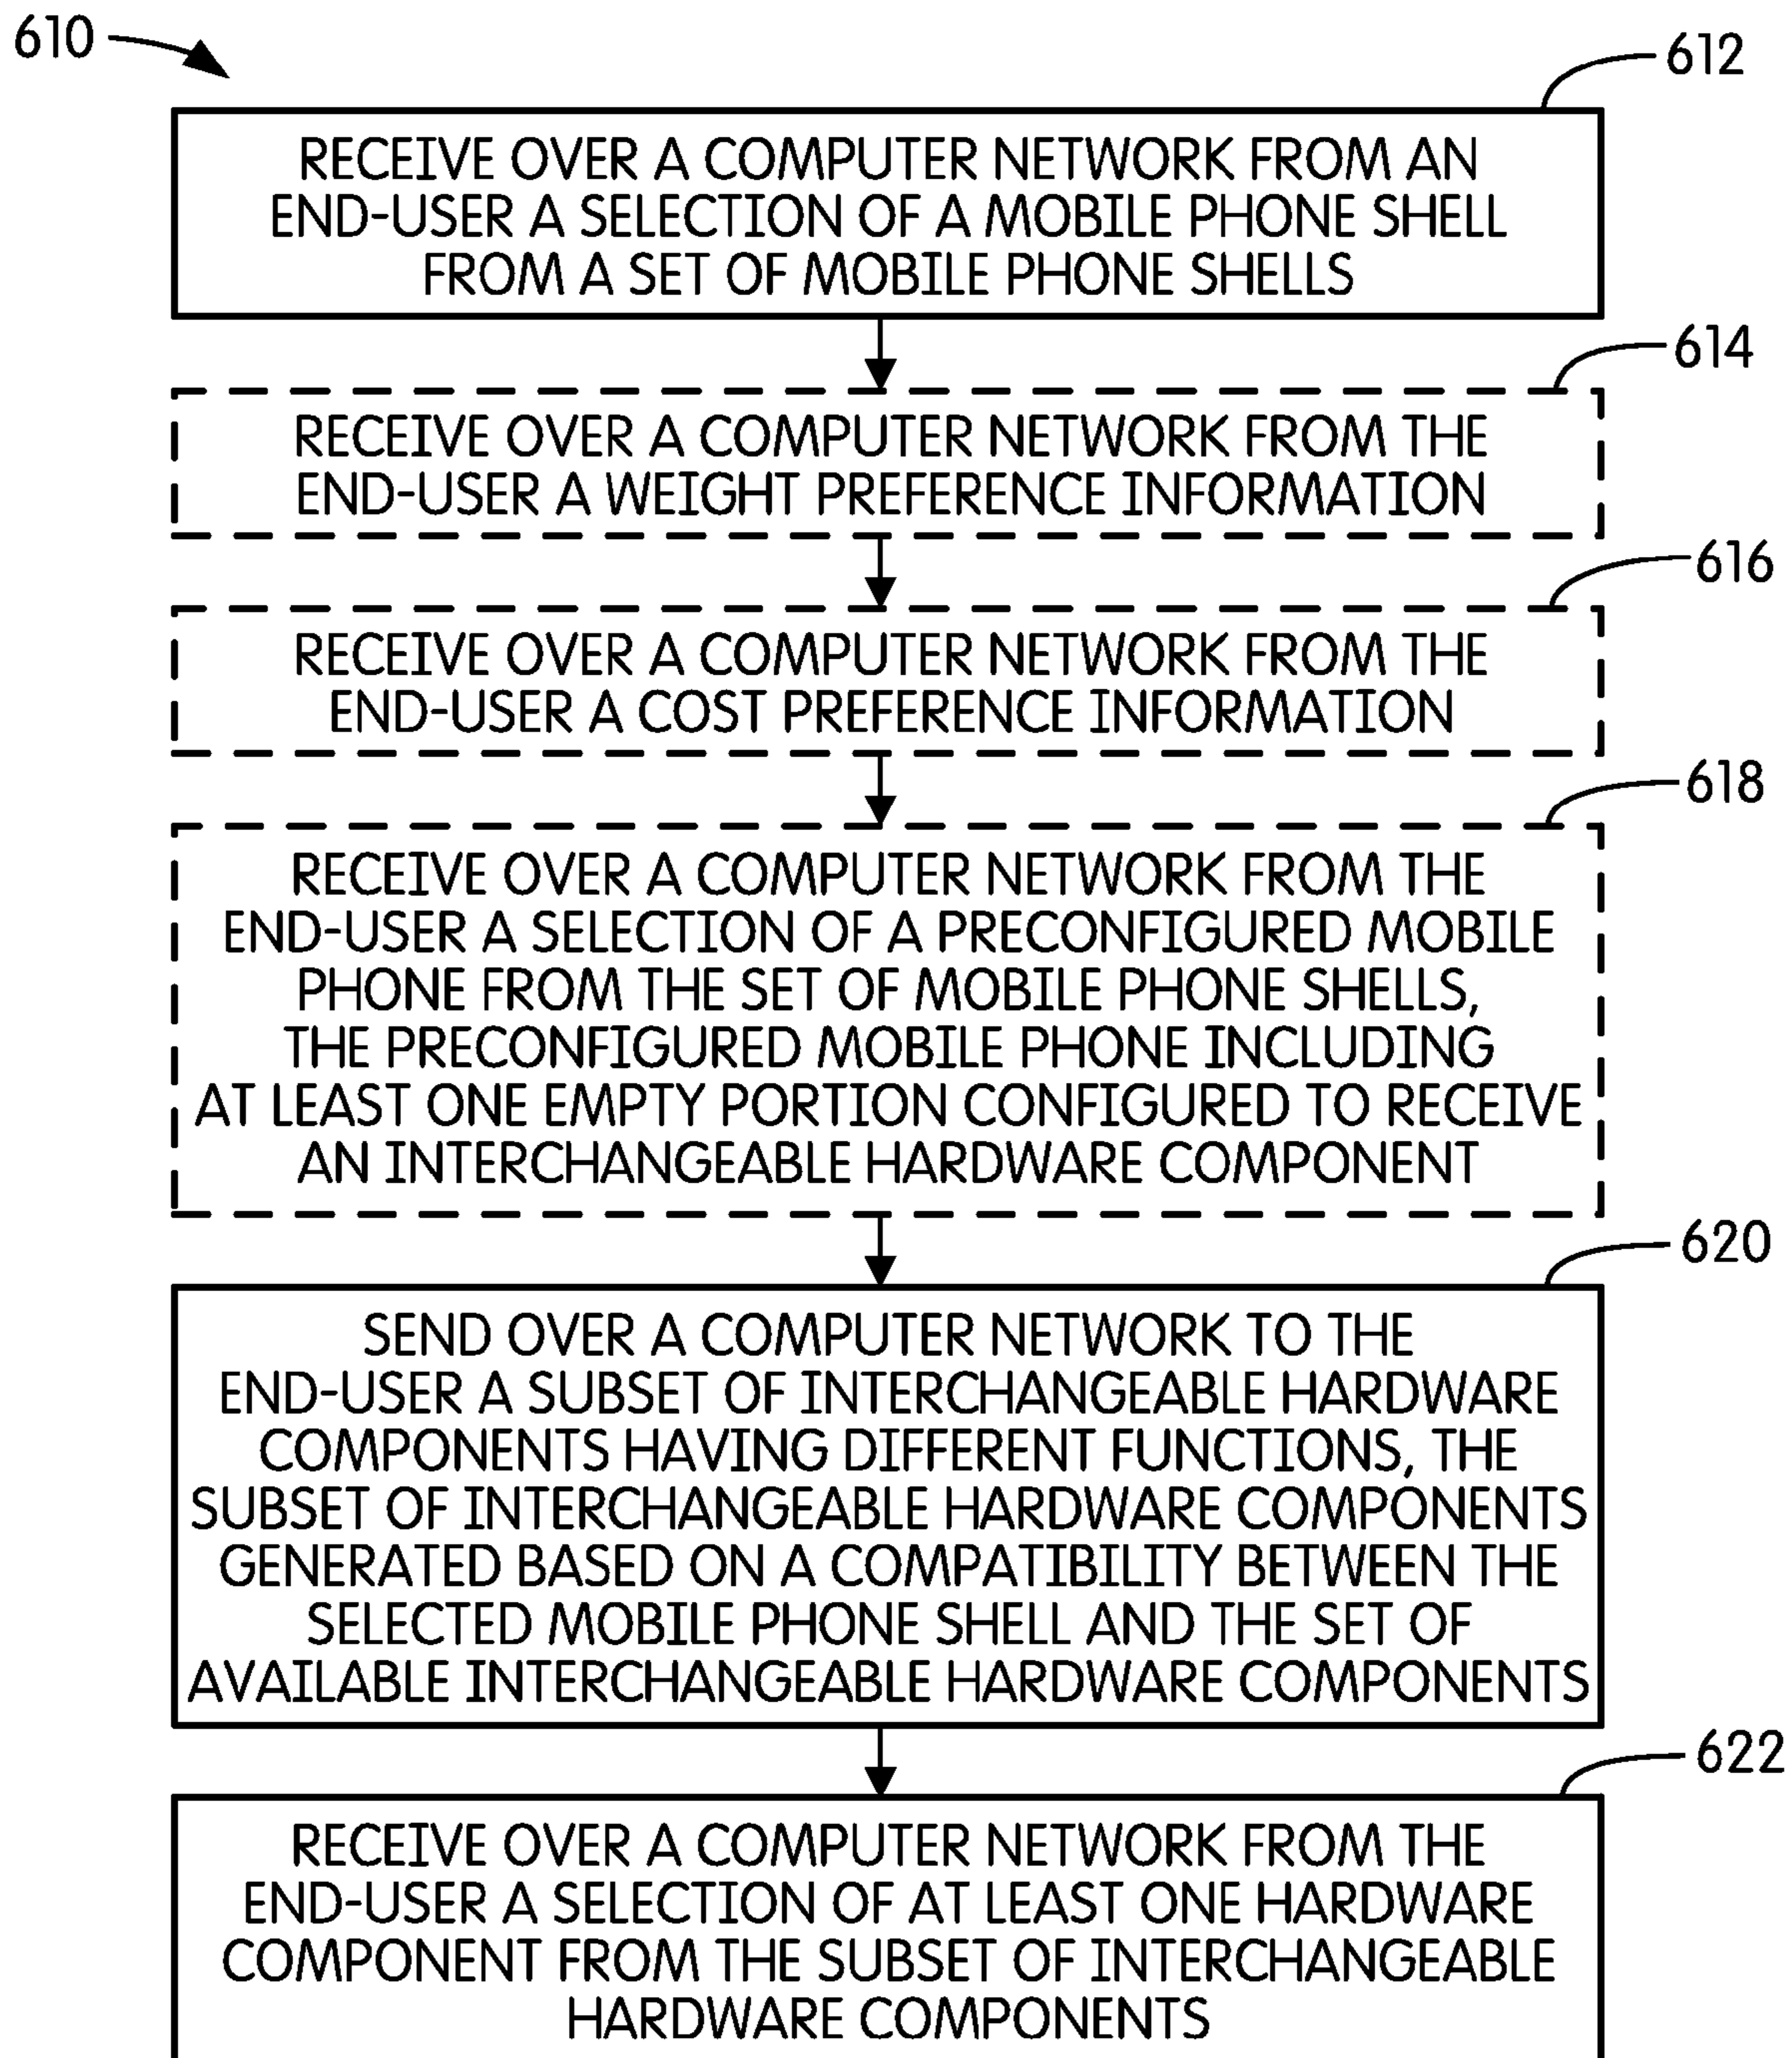 610
612
RECEIVE OVER A COMPUTER NETWORK FROM AN
END-USER A SELECTION OF A MOBILE PHONE SHELL
FROM A SET OF MOBILE PHONE SHELLS
614
RECEIVE OVER A COMPUTER NETWORK FROM THE
END-USER A WEIGHT PREFERENCE INFORMATION
616
RECEIVE OVER A COMPUTER NETWORK FROM THE
END-USER A COST PREFERENCE INFORMATION
618
RECEIVE OVER A COMPUTER NETWORK FROM THE
END-USER A SELECTION OF A PRECONFIGURED MOBILE
PHONE FROM THE SET OF MOBILE PHONE SHELLS,
THE PRECONFIGURED MOBILE PHONE INCLUDING
AT LEAST ONE EMPTY PORTION CONFIGURED TO RECEIVE
AN INTERCHANGEABLE HARDWARE COMPONENT
620
SEND OVER A COMPUTER NETWORK TO THE
END-USER A SUBSET OF INTERCHANGEABLE HARDWARE
COMPONENTS HAVING DIFFERENT FUNCTIONS, THE
SUBSET OF INTERCHANGEABLE HARDWARE COMPONENTS
GENERATED BASED ON A COMPATIBILITY BETWEEN THE
SELECTED MOBILE PHONE SHELL AND THE SET OF
AVAILABLE INTERCHANGEABLE HARDWARE COMPONENTS
622
RECEIVE OVER A COMPUTER NETWORK FROM THE
END-USER A SELECTION OF AT LEAST ONE HARDWARE
COMPONENT FROM THE SUBSET OF INTERCHANGEABLE
HARDWARE COMPONENTS